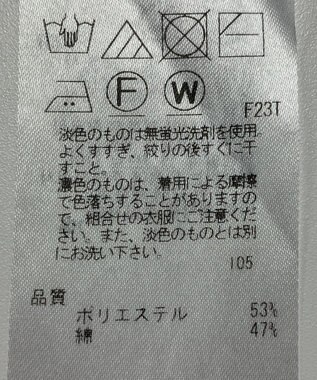 F W
F23T
淡色のものは無蛍光洗剤を使用、
よくすすぎ、絞りの後すぐに干
すこと。
濃色のものは、着用による摩擦
で色落ちすることがありますの
で、組合せの衣服にご注意くだ
さい。また、淡色のものとは別
にお洗い下さい。
105
品質
ポリエステル 53%
綿 47%